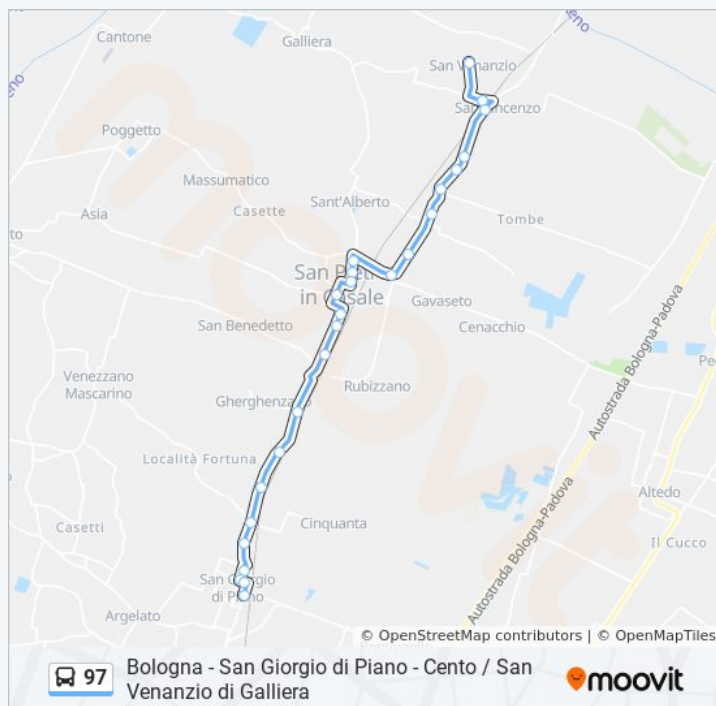 Cantone
Galliera
San Venanzio
San Vincenzo
Poggetto
Massumatico
Sant'Alberto
Asia
Casette
Tombe
San Pietro
in Casale
Gavaseto
San Benedetto
Cenacchio
Autostrada Bologna-Padova
Venezzano
Mascarino
Rubizzano
Gherghenzano
Località Fortuna
Altedo
Casetti
Cinquanta
Il Cucco
Autostrada Bologna-Padova
San Giorgio
di Piano
Argelato
© OpenStreetMap contributors | © OpenMapTiles
97
Bologna - San Giorgio di Piano - Cento / San
Venanzio di Galliera
moovit